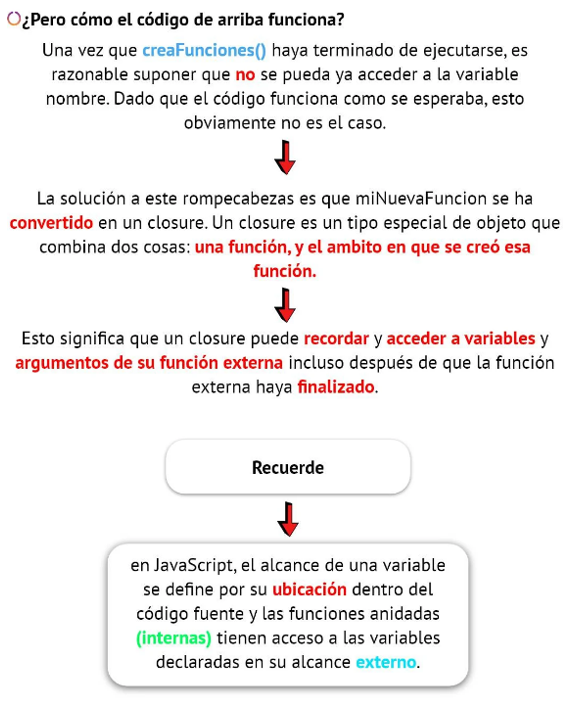 ¿Pero cómo el código de arriba funciona?
Una vez que creaFunciones() haya terminado de ejecutarse, es
razonable suponer que no se pueda ya acceder a la variable
nombre. Dado que el código funciona como se esperaba, esto
obviamente no es el caso.
La solución a este rompecabezas es que miNuevaFuncion se ha
convertido en un closure. Un closure es un tipo especial de objeto que
combina dos cosas: una función, y el ambito en que se creó esa
función.
Esto significa que un closure puede recordar y acceder a variables y
argumentos de su función externa incluso después de que la función
externa haya finalizado.
Recuerde
en JavaScript, el alcance de una variable
se define por su ubicación dentro del
código fuente y las funciones anidadas
(internas) tienen acceso a las variables
declaradas en su alcance externo.